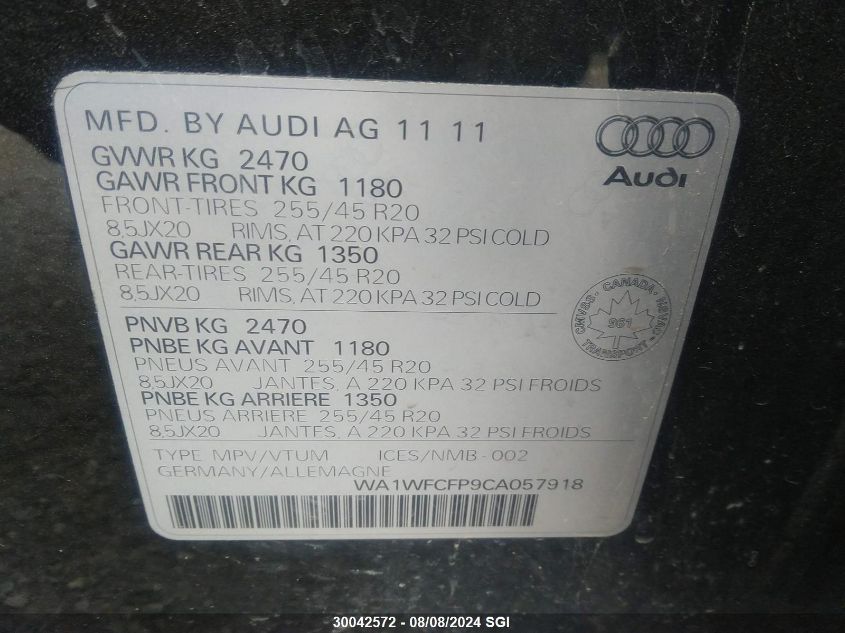 MFD. BY AUDI AG 11 11
Audi
GVWR KG 2470
GAWR FRONT KG 1180
FRONT-TIRES 255/45 R20
8,5JX20 RIMS, AT 220 KPA 32 PSI COLD
GAWR REAR KG 1350
REAR-TIRES 255/45 R20
8,5JX20 RIMS, AT 220 KPA 32 PSI COLD
CANADA
CMVSS NSVAC
961
TRANSPORT
PNVB KG 2470
PNBE KG AVANT 1180
PNEUS AVANT 255/45 R20
8,5JX20 JANTES, A 220 KPA 32 PSI FROIDS
PNBE KG ARRIERE 1350
PNEUS ARRIERE 255/45 R20
8,5JX20 JANTES, A 220 KPA 32 PSI FROIDS
TYPE MPV/VTUM ICES/NMB-002
GERMANY/ALLEMAGNE
WA1WFCFP9CA057918
30042572 - 08/08/2024 SGI